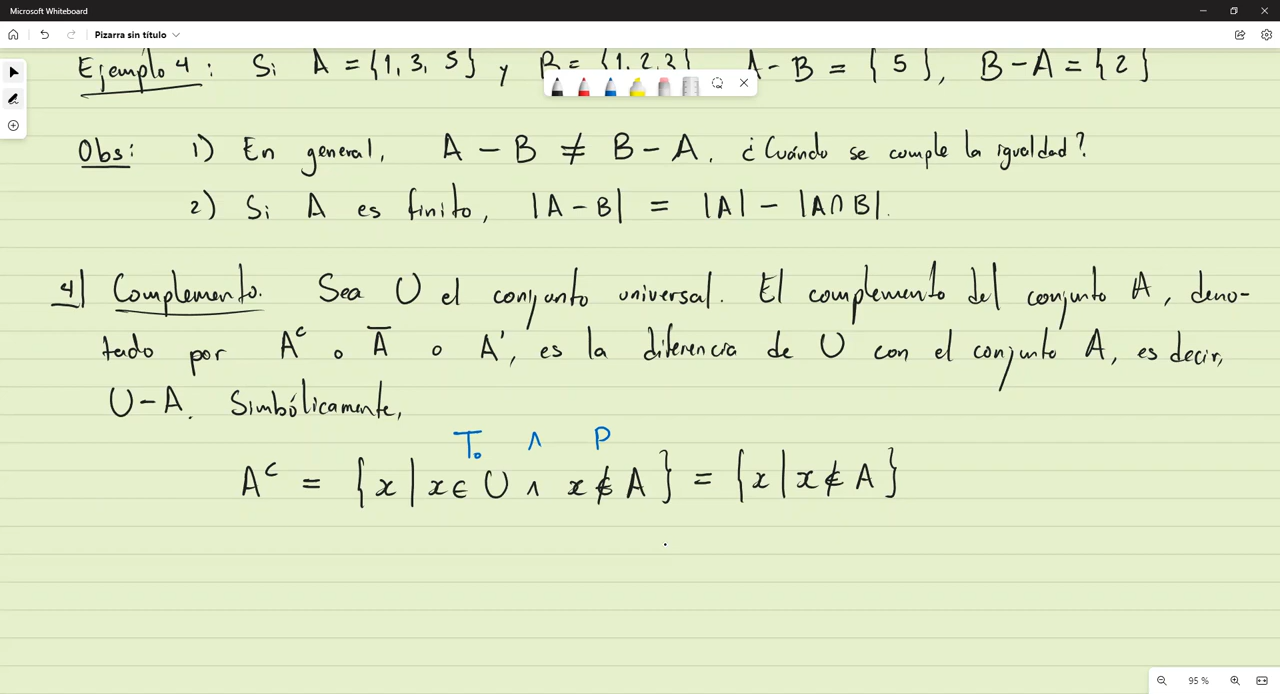 Microsoft Whiteboard
Pizarra sin título
Ejemplo 4: Si A = {1, 3, 5} y B = {1, 2, 3} A - B = {5}, B - A = {2}
Obs: 1) En general, A - B ≠ B - A. ¿Cuándo se cumple la igualdad?
2) Si A es finito, |A - B| = |A| - |A ∩ B|.
4) Complemento. Sea U el conjunto universal. El complemento del conjunto A, deno-
tado por Aᶜ o A̅ o A', es la diferencia de U con el conjunto A, es decir,
U - A. Simbólicamente,
T₀ ∧ P
Aᶜ = {x | x ∈ U ∧ x ∉ A} = {x | x ∉ A}
95 %